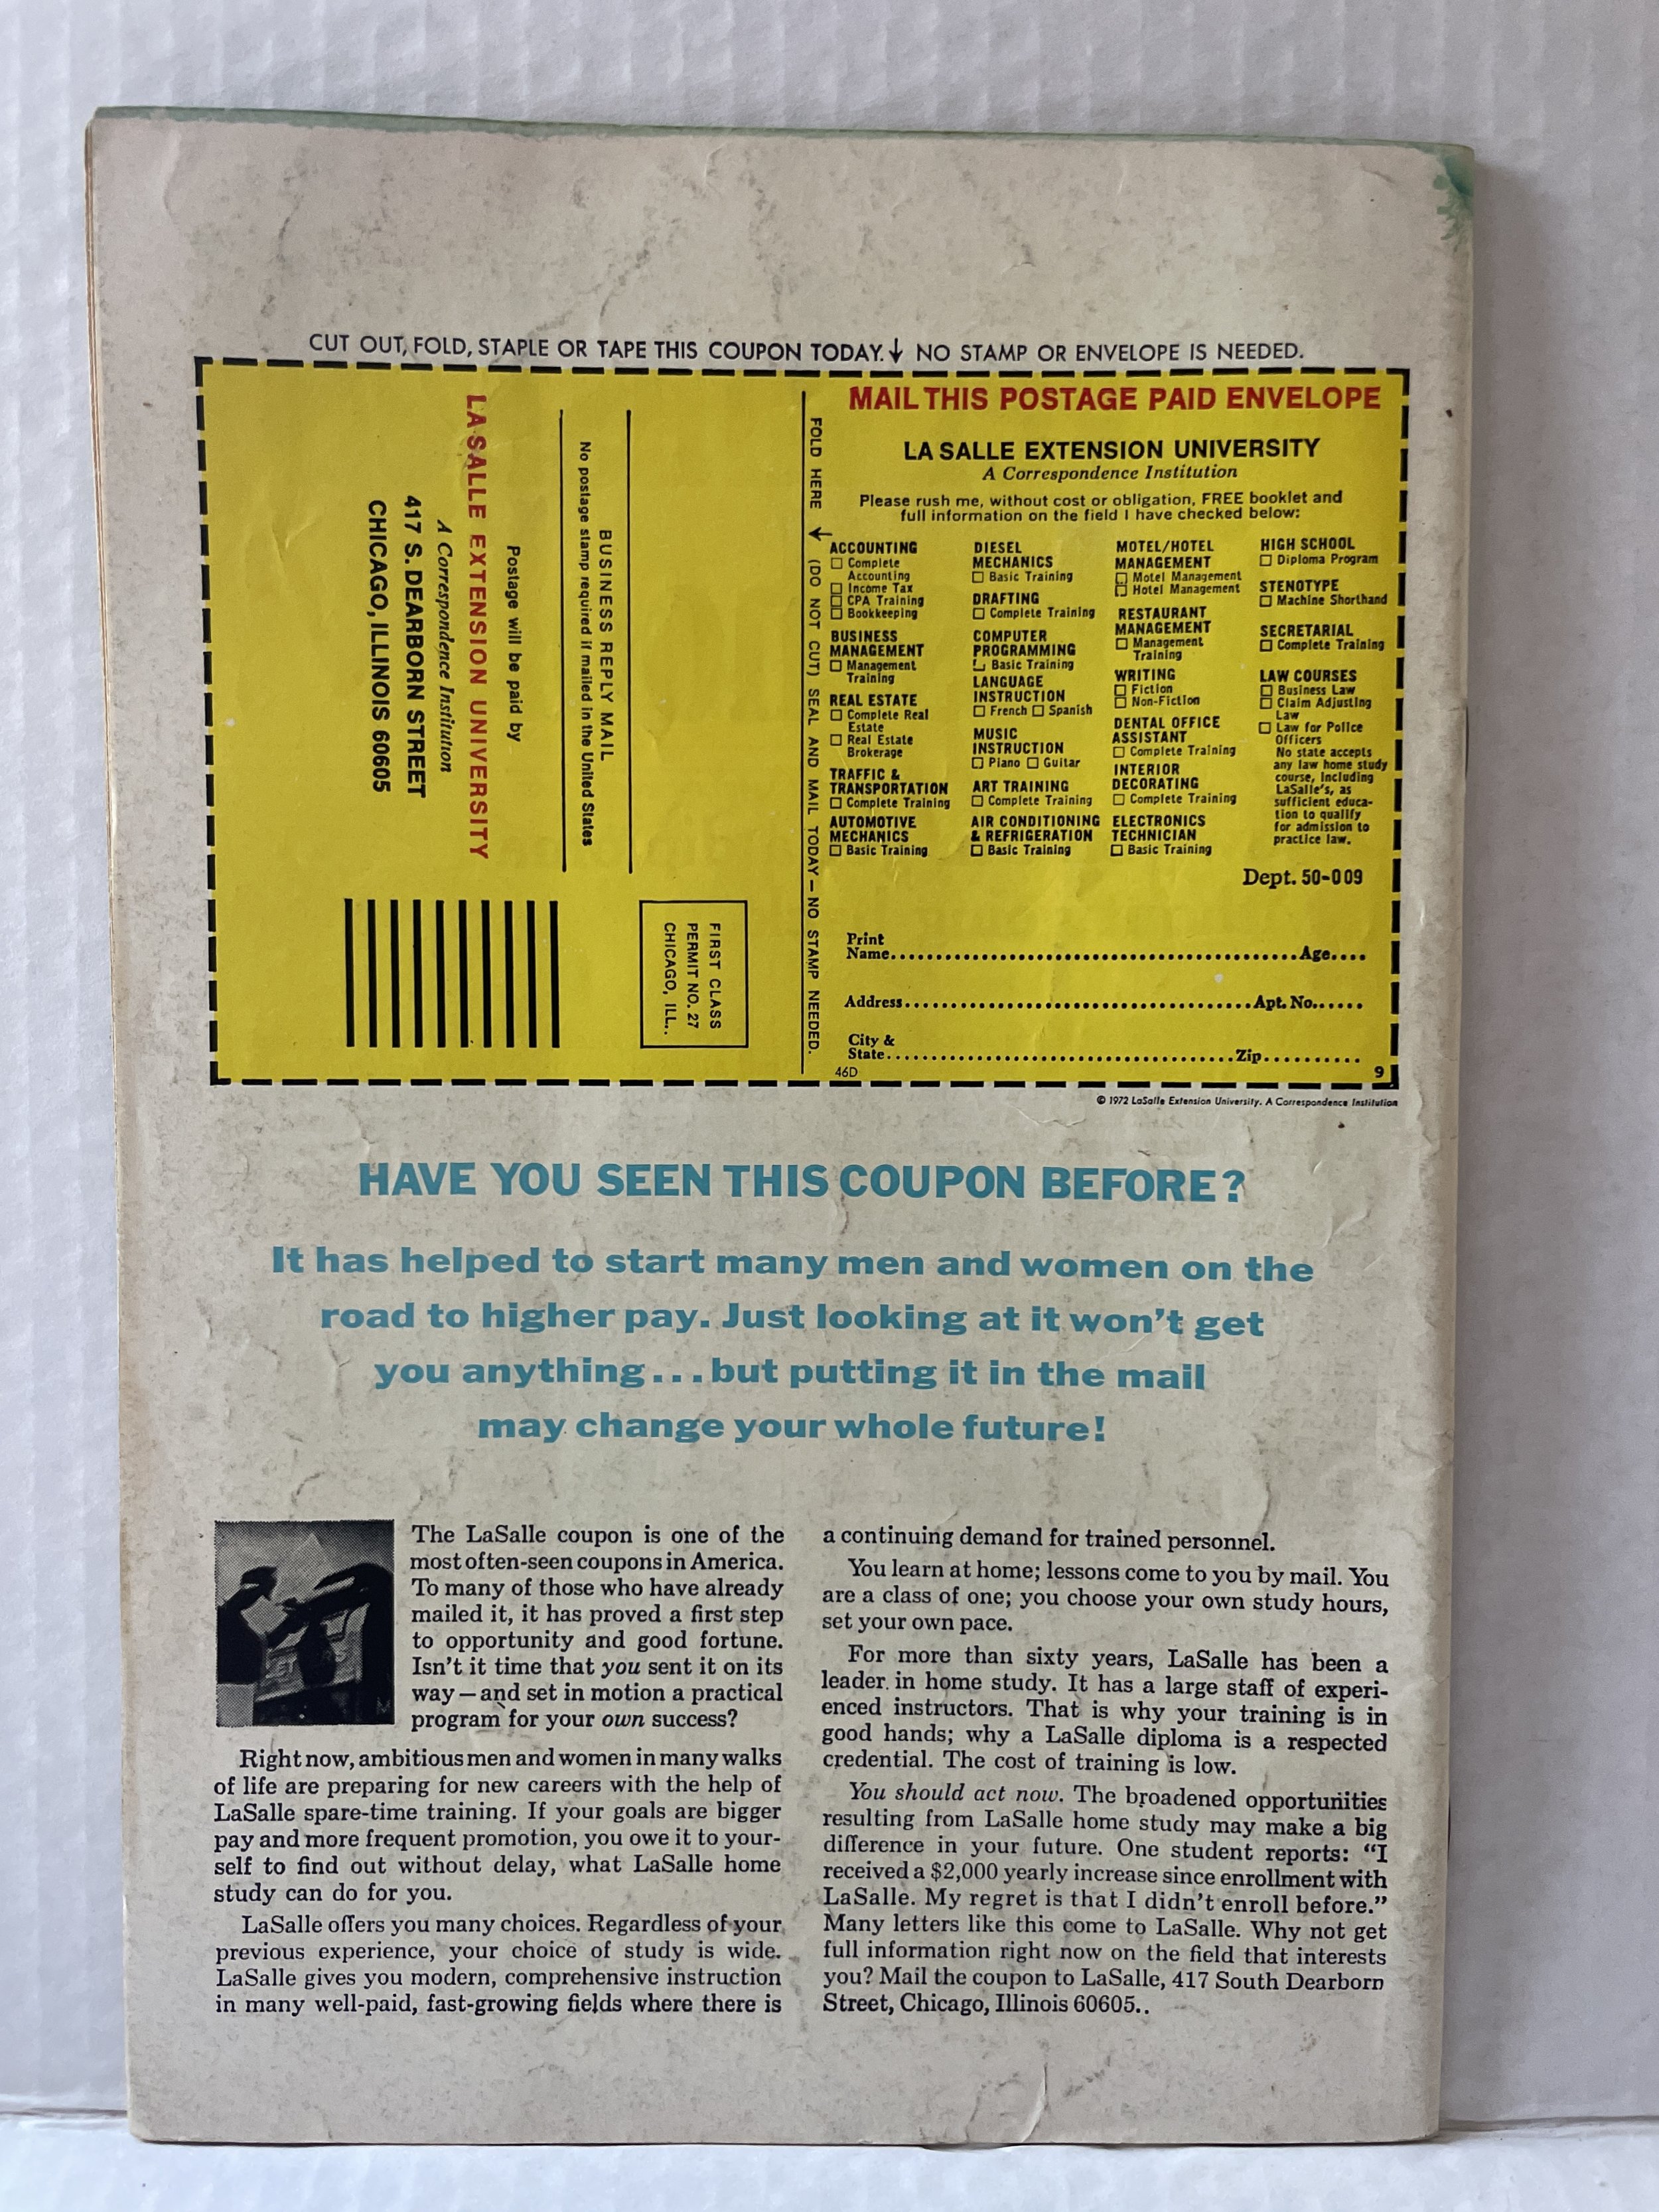 CUT OUT, FOLD, STAPLE OR TAPE THIS COUPON TODAY. NO STAMP OR ENVELOPE IS NEEDED.
FIRST CLASS
PERMIT NO. 27
CHICAGO, ILL..
BUSINESS REPLY MAIL
No postage stamp required if mailed in the United States
Postage will be paid by
LA SALLE EXTENSION UNIVERSITY
A Correspondence Institution
417 S. DEARBORN STREET
CHICAGO, ILLINOIS 60605
FOLD HERE (DO NOT CUT) SEAL AND MAIL TODAY — NO STAMP NEEDED.
MAIL THIS POSTAGE PAID ENVELOPE
LA SALLE EXTENSION UNIVERSITY
A Correspondence Institution
Please rush me, without cost or obligation, FREE booklet and
full information on the field I have checked below:
ACCOUNTING
☐ Complete
Accounting
☐ Income Tax
☐ CPA Training
☐ Bookkeeping
BUSINESS
MANAGEMENT
☐ Management
Training
REAL ESTATE
☐ Complete Real
Estate
☐ Real Estate
Brokerage
TRAFFIC &
TRANSPORTATION
☐ Complete Training
AUTOMOTIVE
MECHANICS
☐ Basic Training
DIESEL
MECHANICS
☐ Basic Training
DRAFTING
☐ Complete Training
COMPUTER
PROGRAMMING
☐ Basic Training
LANGUAGE
INSTRUCTION
☐ French ☐ Spanish
MUSIC
INSTRUCTION
☐ Piano ☐ Guitar
ART TRAINING
☐ Complete Training
AIR CONDITIONING
& REFRIGERATION
☐ Basic Training
MOTEL/HOTEL
MANAGEMENT
☐ Motel Management
☐ Hotel Management
RESTAURANT
MANAGEMENT
☐ Management
Training
WRITING
☐ Fiction
☐ Non-Fiction
DENTAL OFFICE
ASSISTANT
☐ Complete Training
INTERIOR
DECORATING
☐ Complete Training
ELECTRONICS
TECHNICIAN
☐ Basic Training
HIGH SCHOOL
☐ Diploma Program
STENOTYPE
☐ Machine Shorthand
SECRETARIAL
☐ Complete Training
LAW COURSES
☐ Business Law
☐ Claim Adjusting
Law
☐ Law for Police
Officers
No state accepts
any law home study
course, including
LaSalle's, as
sufficient educa-
tion to qualify
for admission to
practice law.
Dept. 50-009
Print
Name..........Age....
Address..........Apt. No......
City &
State..........Zip..........
46D 9
© 1972 LaSalle Extension University. A Correspondence Institution
HAVE YOU SEEN THIS COUPON BEFORE?
It has helped to start many men and women on the
road to higher pay. Just looking at it won't get
you anything...but putting it in the mail
may change your whole future!
The LaSalle coupon is one of the
most often-seen coupons in America.
To many of those who have already
mailed it, it has proved a first step
to opportunity and good fortune.
Isn't it time that you sent it on its
way — and set in motion a practical
program for your own success?
Right now, ambitious men and women in many walks
of life are preparing for new careers with the help of
LaSalle spare-time training. If your goals are bigger
pay and more frequent promotion, you owe it to your-
self to find out without delay, what LaSalle home
study can do for you.
LaSalle offers you many choices. Regardless of your
previous experience, your choice of study is wide.
LaSalle gives you modern, comprehensive instruction
in many well-paid, fast-growing fields where there is
a continuing demand for trained personnel.
You learn at home; lessons come to you by mail. You
are a class of one; you choose your own study hours,
set your own pace.
For more than sixty years, LaSalle has been a
leader in home study. It has a large staff of experi-
enced instructors. That is why your training is in
good hands; why a LaSalle diploma is a respected
credential. The cost of training is low.
You should act now. The broadened opportunities
resulting from LaSalle home study may make a big
difference in your future. One student reports: "I
received a $2,000 yearly increase since enrollment with
LaSalle. My regret is that I didn't enroll before."
Many letters like this come to LaSalle. Why not get
full information right now on the field that interests
you? Mail the coupon to LaSalle, 417 South Dearborn
Street, Chicago, Illinois 60605..